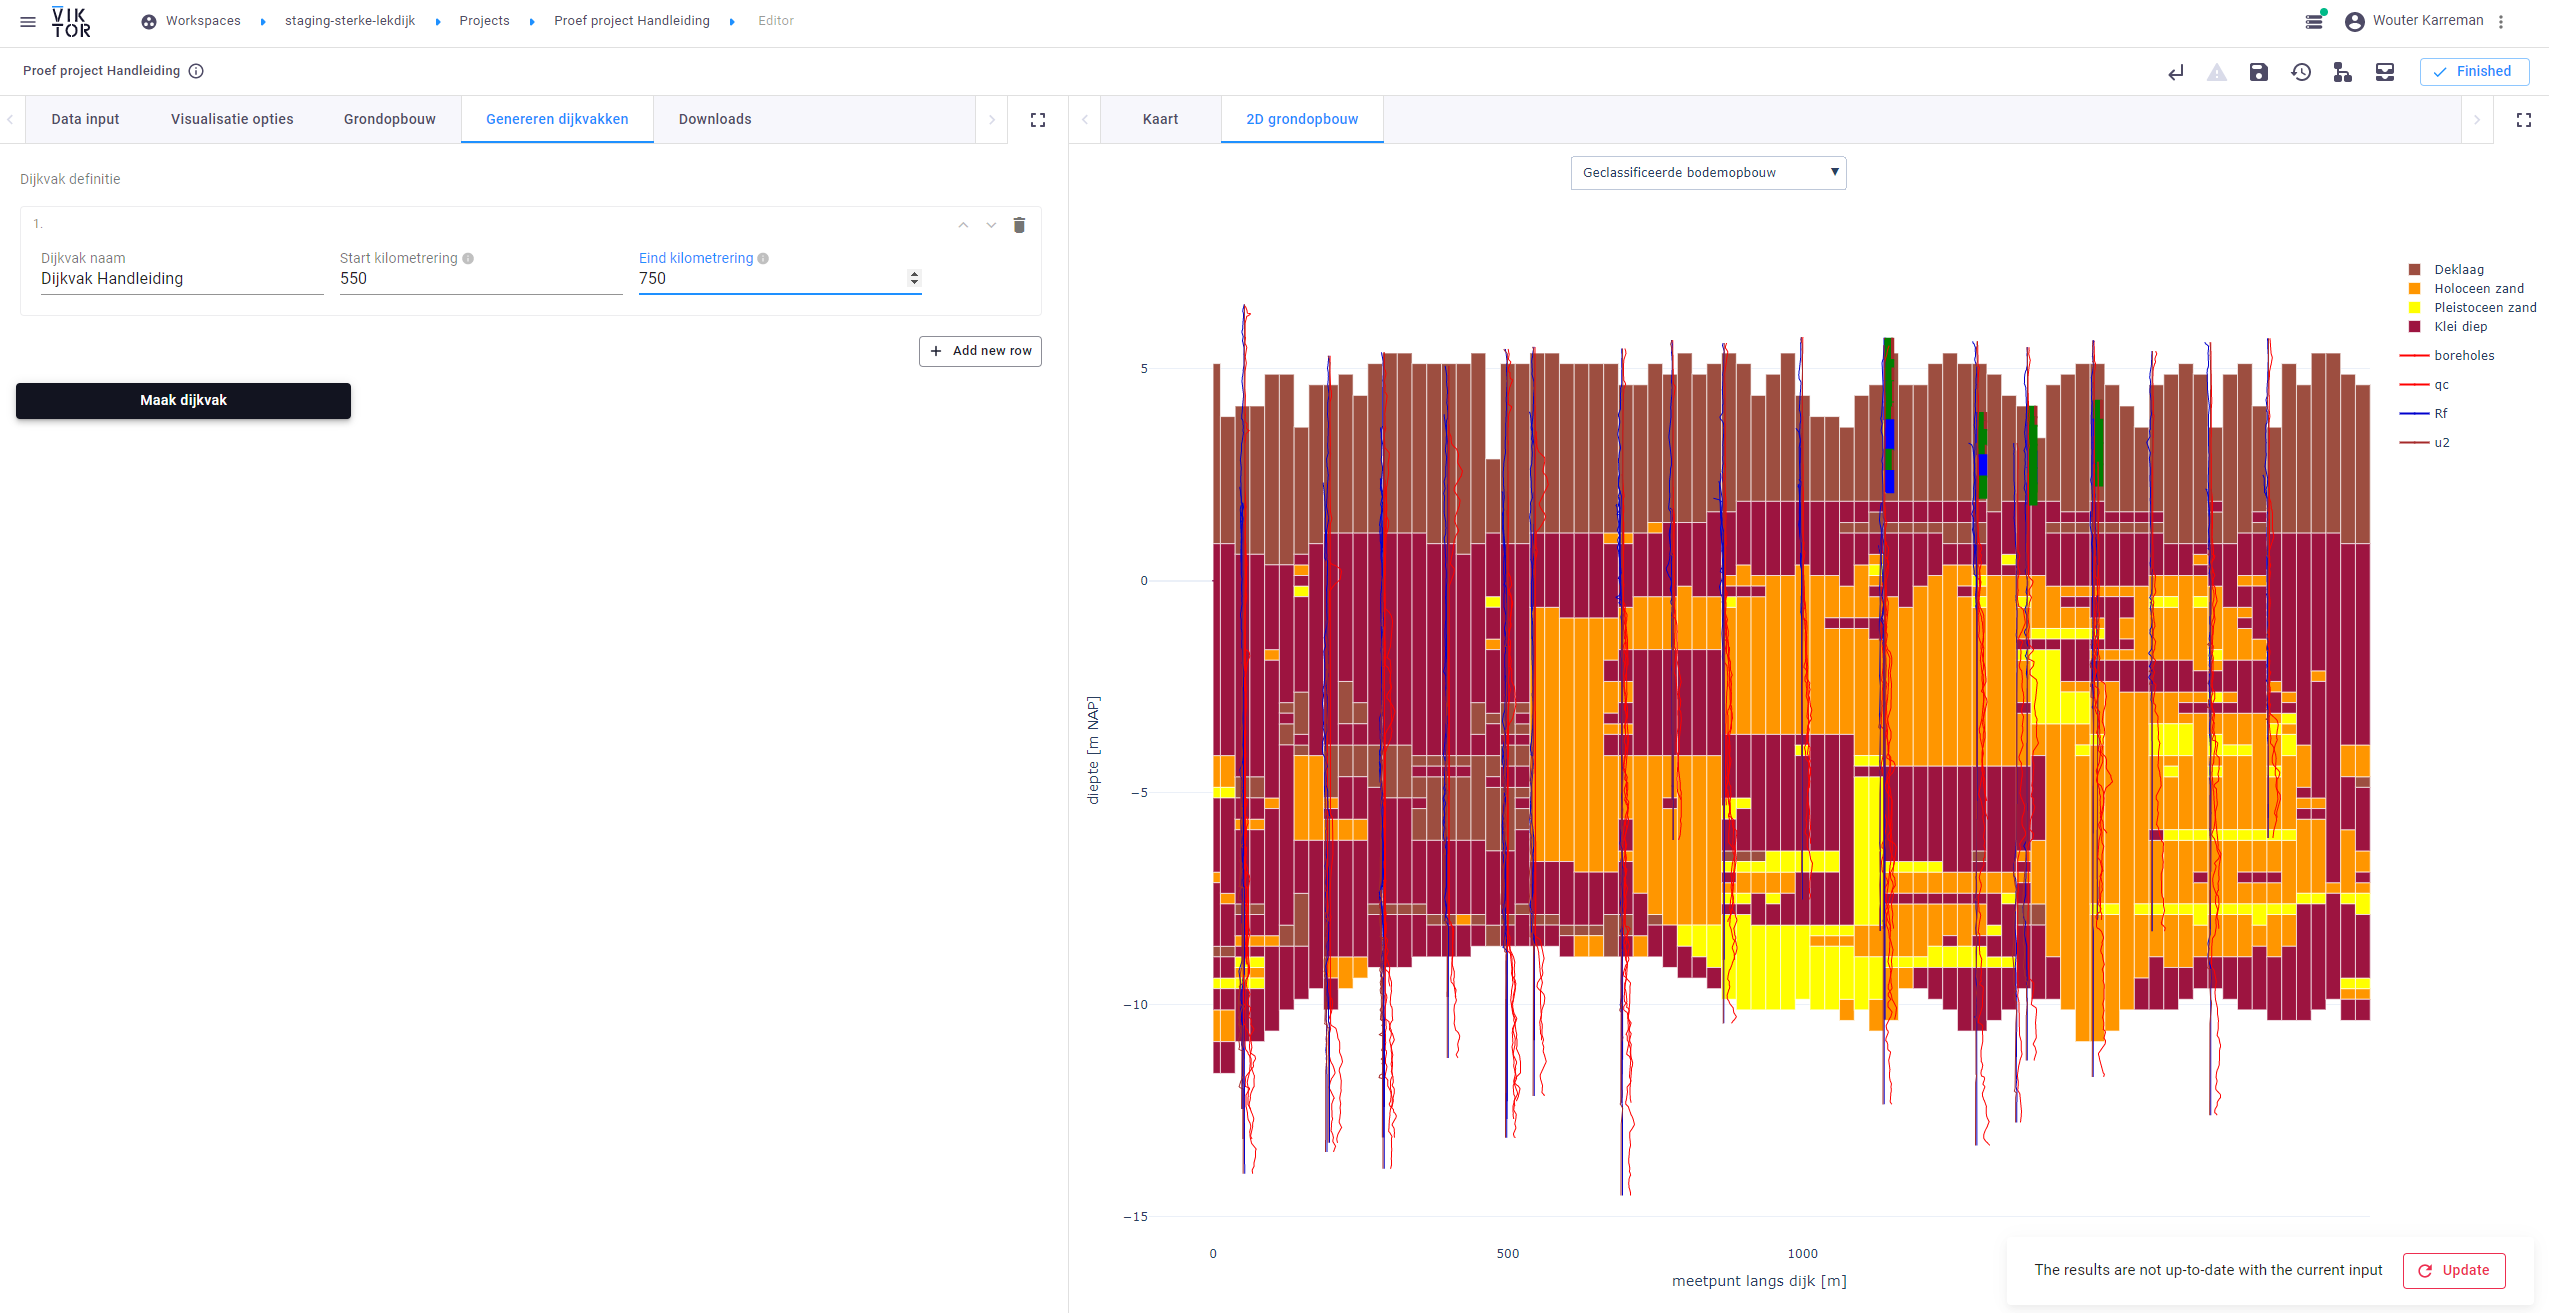 VIKTOR
Workspaces
staging-sterke-lekdijk
Projects
Proef project Handleiding
Editor
Wouter Karreman
Proef project Handleiding
Finished
Data input
Visualisatie opties
Grondopbouw
Genereren dijkvakken
Downloads
Kaart
2D grondopbouw
Dijkvak definitie
1.
Dijkvak naam
Dijkvak Handleiding
Start kilometrering
550
Eind kilometrering
750
Add new row
Maak dijkvak
Geclassificeerde bodemopbouw
Deklaag
Holoceen zand
Pleistoceen zand
Klei diep
boreholes
qc
Rf
u2
5
0
−5
−10
−15
diepte [m NAP]
0
500
1000
meetpunt langs dijk [m]
The results are not up-to-date with the current input
Update